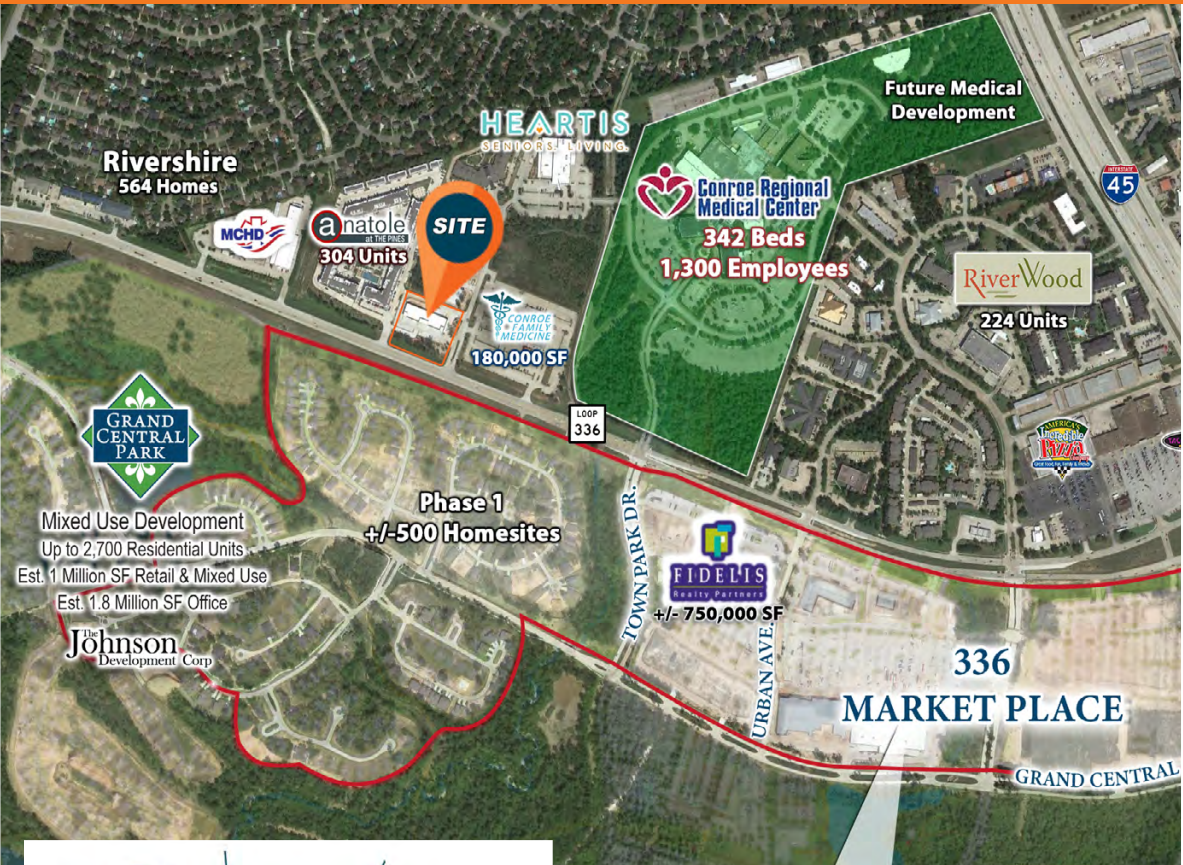 Future Medical
Development
HEARTIS
SENIORS. LIVING.
Rivershire
564 Homes
INTERSTATE
45
Conroe Regional
Medical Center
342 Beds
1,300 Employees
MCHD
anatole
at THE PINES
304 Units
SITE
RiverWood
224 Units
CONROE
FAMILY
MEDICINE
180,000 SF
LOOP
336
GRAND
CENTRAL
PARK
AMERICA'S
Incredible
Pizza
Phase 1
+/-500 Homesites
Mixed Use Development
Up to 2,700 Residential Units
Est. 1 Million SF Retail & Mixed Use
Est. 1.8 Million SF Office
The
Johnson
Development Corp
TOWN PARK DR.
FIDELIS
Realty Partners
+/- 750,000 SF
URBAN AVE.
336
MARKET PLACE
GRAND CENTRAL